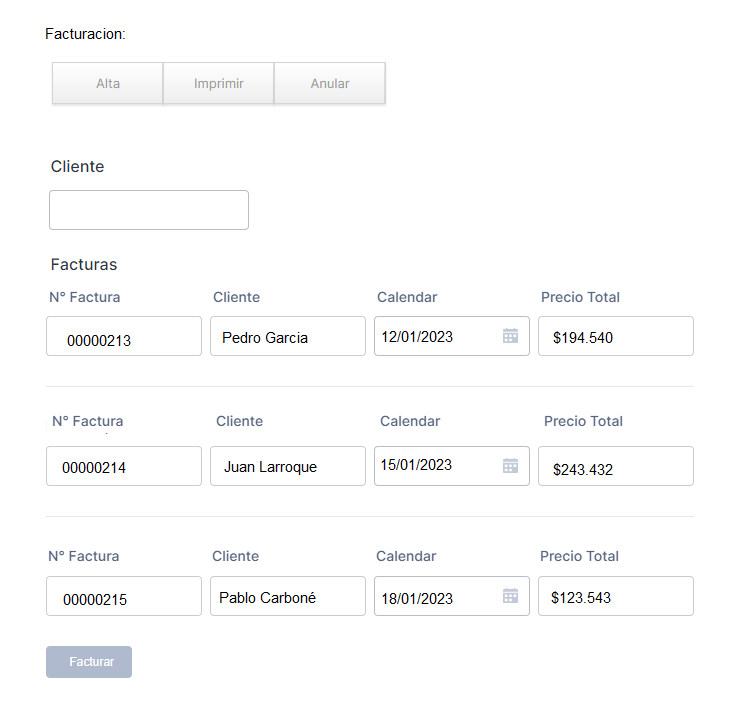 Facturacion:
Alta Imprimir Anular
Cliente
Facturas
N° Factura Cliente Calendar Precio Total
00000213 Pedro Garcia 12/01/2023 $194.540
N° Factura Cliente Calendar Precio Total
00000214 Juan Larroque 15/01/2023 $243.432
N° Factura Cliente Calendar Precio Total
00000215 Pablo Carboné 18/01/2023 $123.543
Facturar